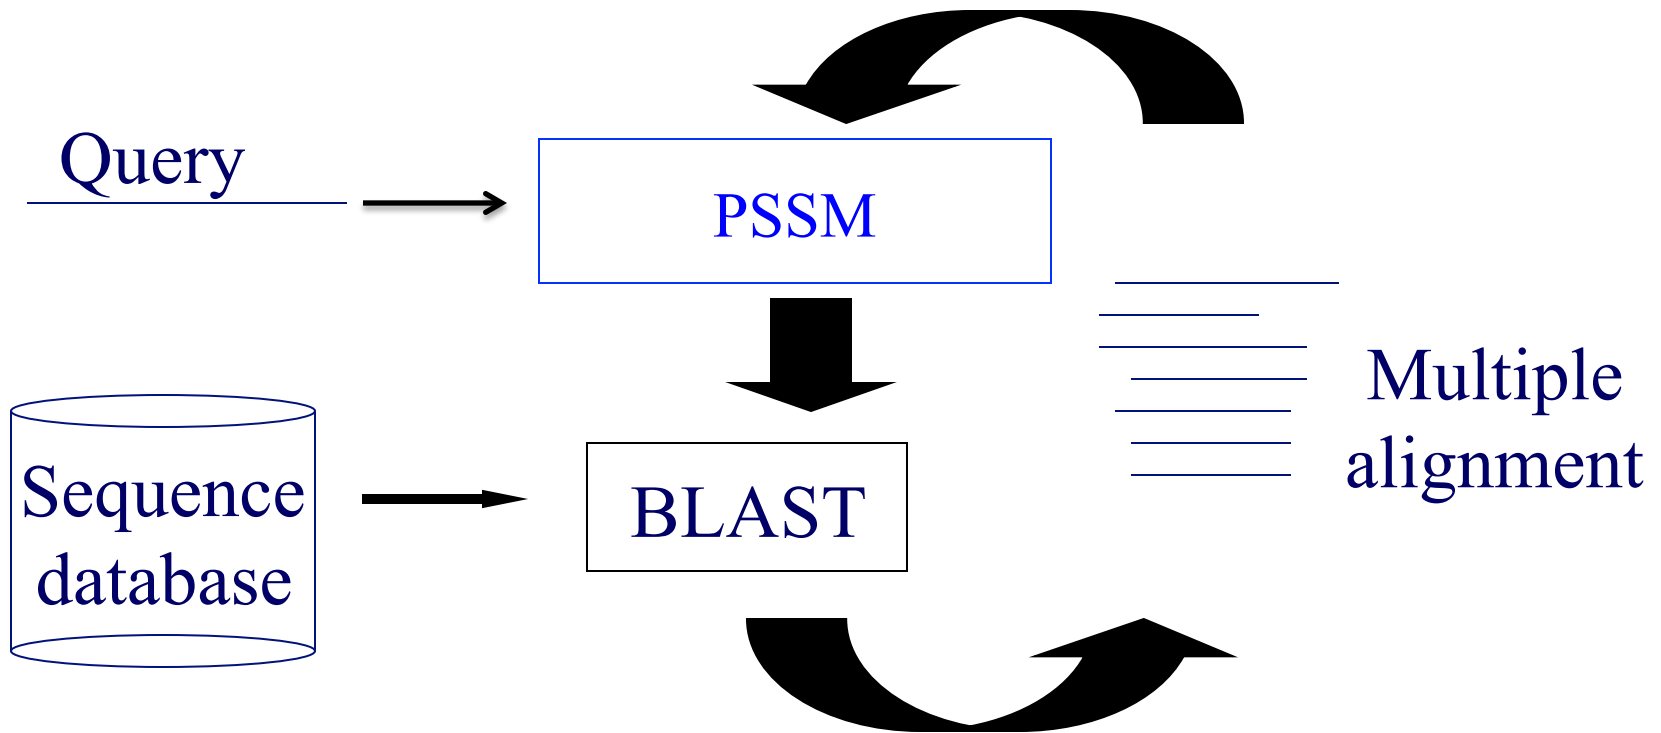 Query
PSSM
Multiple
alignment
Sequence
database
BLAST